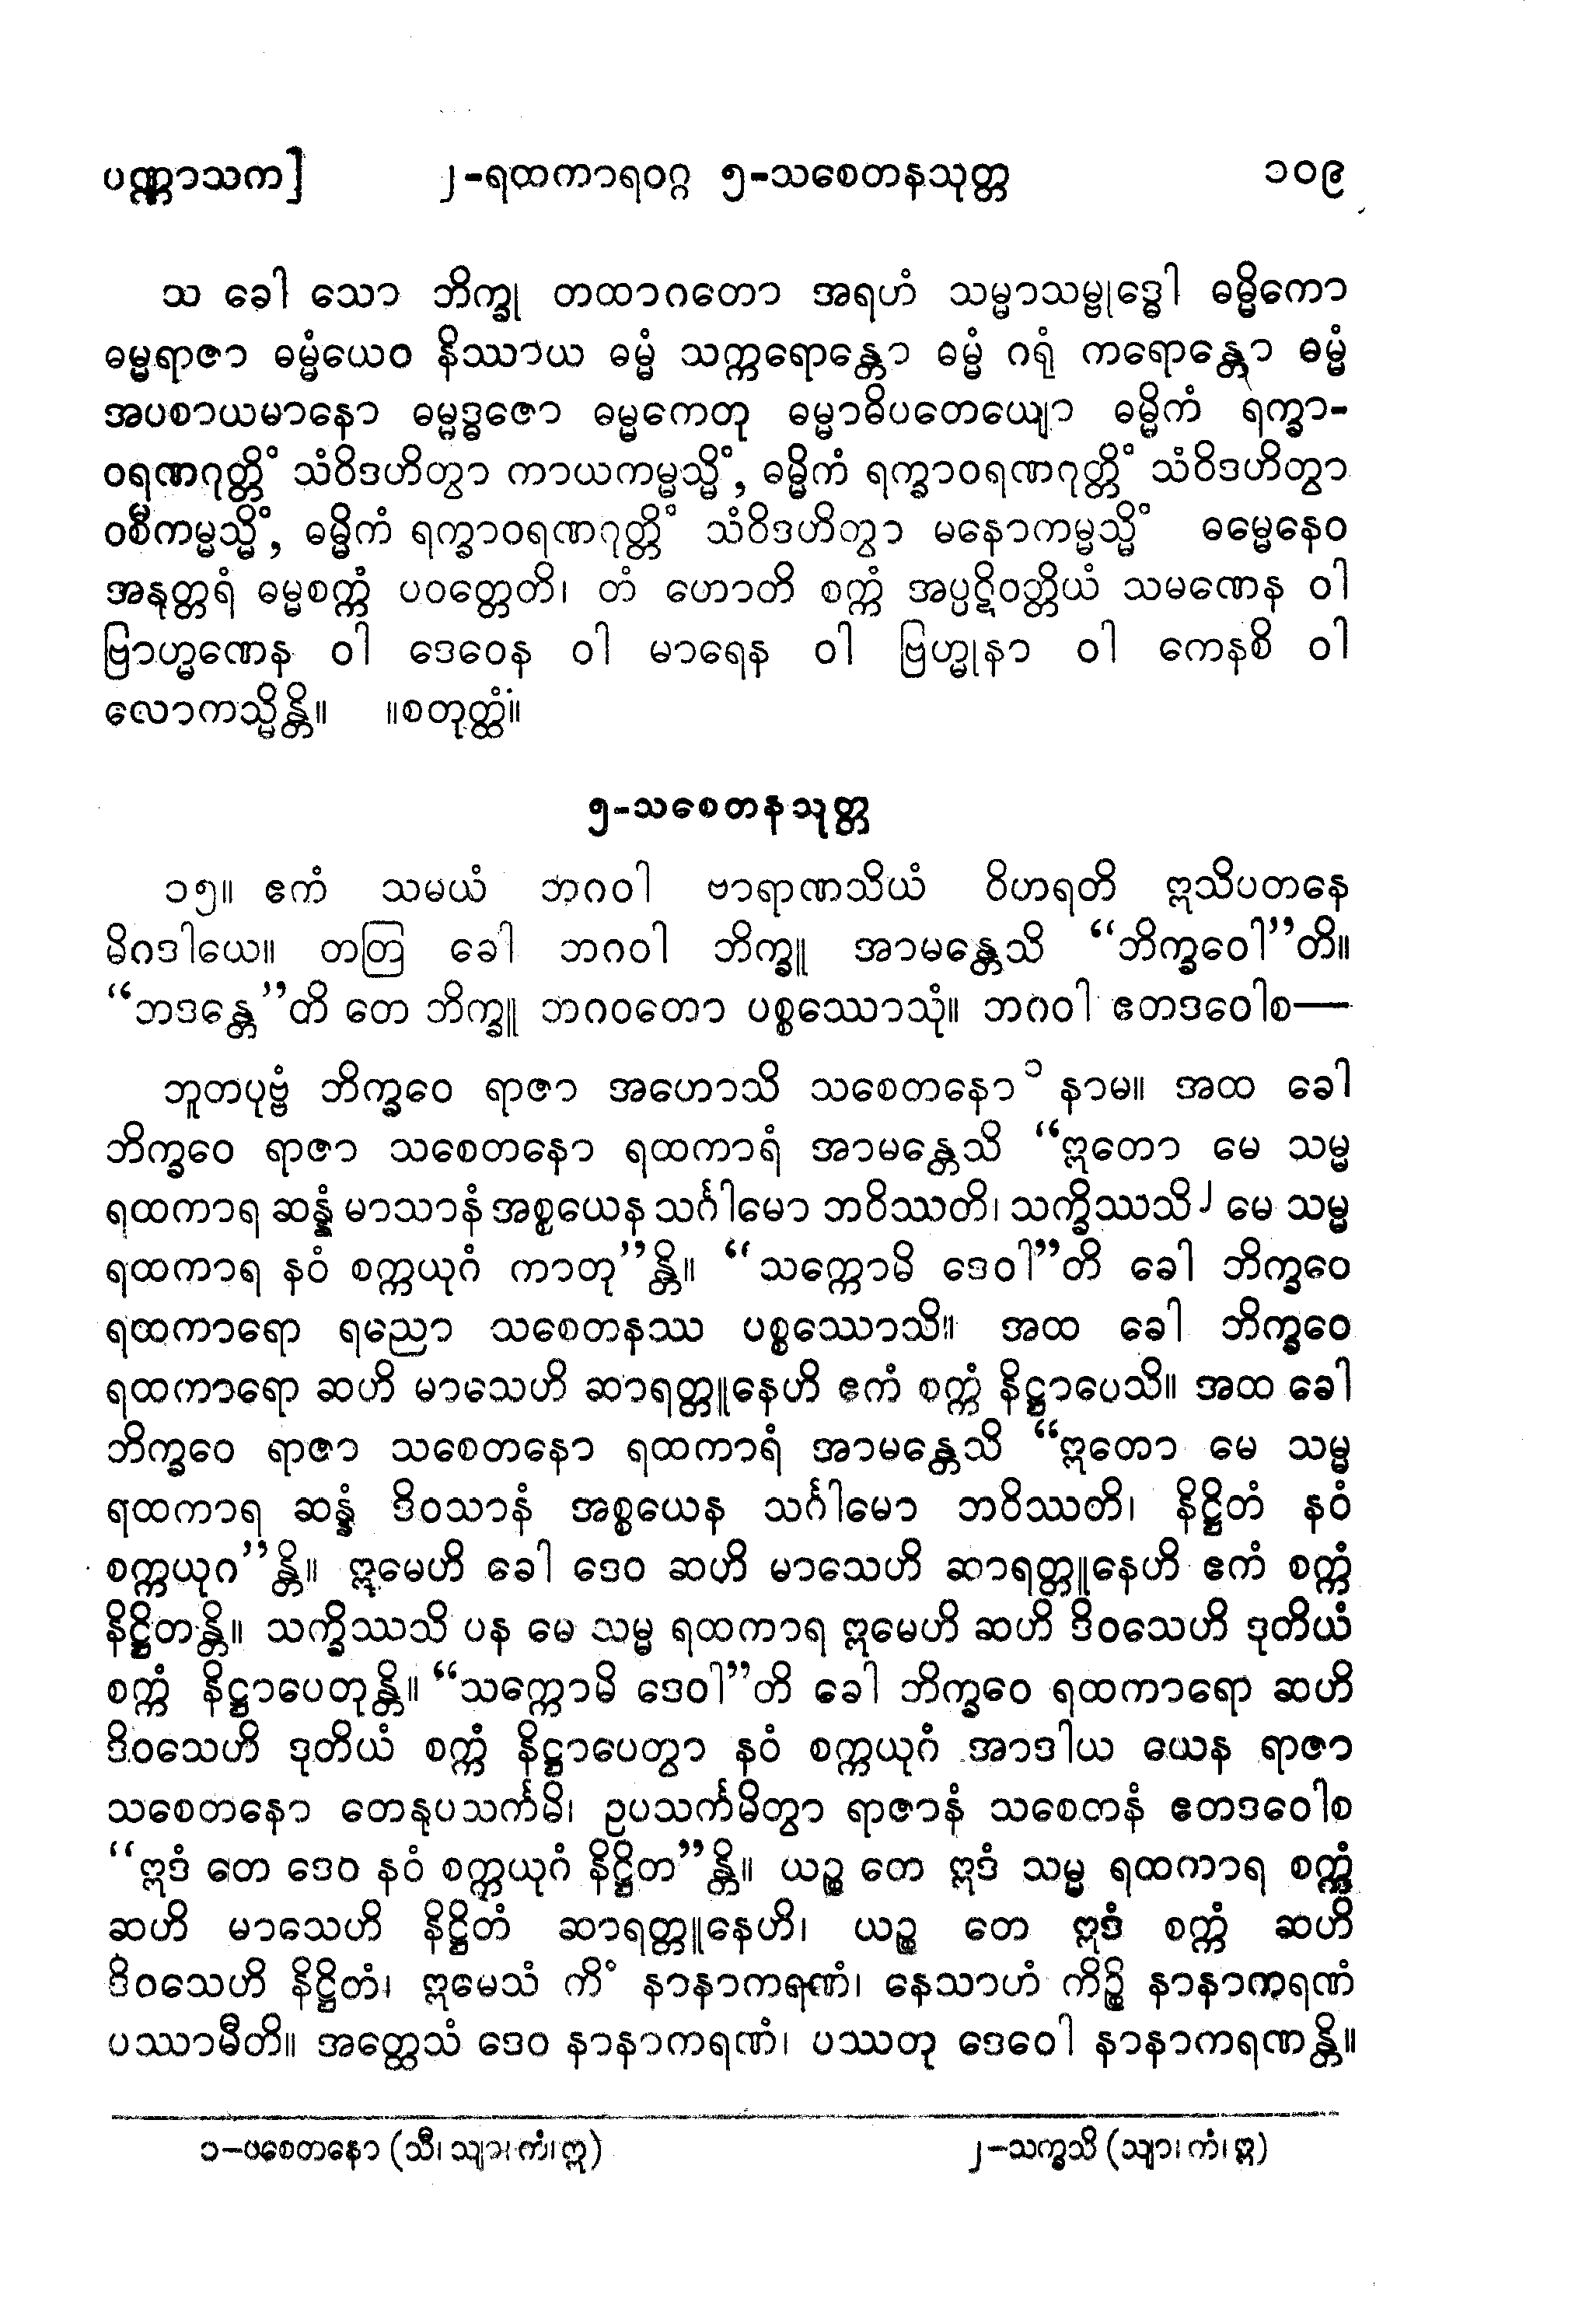 ပဏ္ဏာသက] ၂-ရထကာရဝဂ္ဂ ၅-သစေတနသုတ္တ ၁၀၉
သ ခေါ သော ဘိက္ခု တထာဂတော အရဟံ သမ္မာသမ္ဗုဒ္ဓေါ ဓမ္မိကော
ဓမ္မရာဇာ ဓမ္မံယေဝ နိဿာယ ဓမ္မံ သက္ကရောန္တော ဓမ္မံ ဂရုံ ကရောန္တော ဓမ္မံ
အပစာယမာနော ဓမ္မဒ္ဓဇော ဓမ္မကေတု ဓမ္မာဓိပတေယျော ဓမ္မိကံ ရက္ခာ-
ဝရဏဂုတ္တိံ သံဝိဒဟိတွာ ကာယကမ္မသ္မိံ, ဓမ္မိကံ ရက္ခာဝရဏဂုတ္တိံ သံဝိဒဟိတွာ
ဝစီကမ္မသ္မိံ, ဓမ္မိကံ ရက္ခာဝရဏဂုတ္တိံ သံဝိဒဟိတွာ မနောကမ္မသ္မိံ ဓမ္မေနေဝ
အနုတ္တရံ ဓမ္မစက္ကံ ပဝတ္တေတိ၊ တံ ဟောတိ စက္ကံ အပ္ပဋိဝတ္တိယံ သမဏေန ဝါ
ဗြာဟ္မဏေန ဝါ ဒေဝေန ဝါ မာရေန ဝါ ဗြဟ္မုနာ ဝါ ကေနစိ ဝါ
လောကသ္မိန္တိ။ ။စတုတ္ထံ။
၅-သစေတနသုတ္တ
၁၅။ ဧကံ သမယံ ဘဂဝါ ဗာရာဏသိယံ ဝိဟရတိ ဣသိပတနေ
မိဂဒါယေ။ တတြ ခေါ ဘဂဝါ ဘိက္ခူ အာမန္တေသိ “ဘိက္ခဝေါ”တိ။
“ဘဒန္တေ”တိ တေ ဘိက္ခူ ဘဂဝတော ပစ္စဿောသုံ။ ဘဂဝါ ဧတဒဝေါစ—
ဘူတပုဗ္ဗံ ဘိက္ခဝေ ရာဇာ အဟောသိ သစေတနော ၁ နာမ။ အထ ခေါ
ဘိက္ခဝေ ရာဇာ သစေတနော ရထကာရံ အာမန္တေသိ “ဣတော မေ သမ္မ
ရထကာရ ဆန္နံ မာသာနံ အစ္စယေန သင်္ဂါမော ဘဝိဿတိ၊ သက္ခိဿသိ ၂ မေ သမ္မ
ရထကာရ နဝံ စက္ကယုဂံ ကာတု”န္တိ။ “သက္ကောမိ ဒေဝါ”တိ ခေါ ဘိက္ခဝေ
ရထကာရော ရညော သစေတနဿ ပစ္စဿောသိ။ အထ ခေါ ဘိက္ခဝေ
ရထကာရော ဆဟိ မာသေဟိ ဆာရတ္တူနေဟိ ဧကံ စက္ကံ နိဋ္ဌာပေသိ။ အထ ခေါ
ဘိက္ခဝေ ရာဇာ သစေတနော ရထကာရံ အာမန္တေသိ “ဣတော မေ သမ္မ
ရထကာရ ဆန္နံ ဒိဝသာနံ အစ္စယေန သင်္ဂါမော ဘဝိဿတိ၊ နိဋ္ဌိတံ နဝံ
စက္ကယုဂ”န္တိ။ ဣမေဟိ ခေါ ဒေဝ ဆဟိ မာသေဟိ ဆာရတ္တူနေဟိ ဧကံ စက္ကံ
နိဋ္ဌိတန္တိ။ သက္ခိဿသိ ပန မေ သမ္မ ရထကာရ ဣမေဟိ ဆဟိ ဒိဝသေဟိ ဒုတိယံ
စက္ကံ နိဋ္ဌာပေတုန္တိ။ “သက္ကောမိ ဒေဝါ”တိ ခေါ ဘိက္ခဝေ ရထကာရော ဆဟိ
ဒိဝသေဟိ ဒုတိယံ စက္ကံ နိဋ္ဌာပေတွာ နဝံ စက္ကယုဂံ အာဒါယ ယေန ရာဇာ
သစေတနော တေနုပသင်္ကမိ၊ ဥပသင်္ကမိတွာ ရာဇာနံ သစေတနံ ဧတဒဝေါစ
“ဣဒံ တေ ဒေဝ နဝံ စက္ကယုဂံ နိဋ္ဌိတ”န္တိ။ ယဉ္စ တေ ဣဒံ သမ္မ ရထကာရ စက္ကံ
ဆဟိ မာသေဟိ နိဋ္ဌိတံ ဆာရတ္တူနေဟိ၊ ယဉ္စ တေ ဣဒံ စက္ကံ ဆဟိ
ဒိဝသေဟိ နိဋ္ဌိတံ၊ ဣမေသံ ကိံ နာနာကရဏံ၊ နေသာဟံ ကိဉ္စိ နာနာကရဏံ
ပဿာမီတိ။ အတ္ထေသံ ဒေဝ နာနာကရဏံ၊ ပဿတု ဒေဝေါ နာနာကရဏန္တိ။
၁-ပစေတနော (သီ၊ သျာ၊ ကံ၊ ဣ) ၂-သက္ခသိ (သျာ၊ ကံ၊ ဣ)